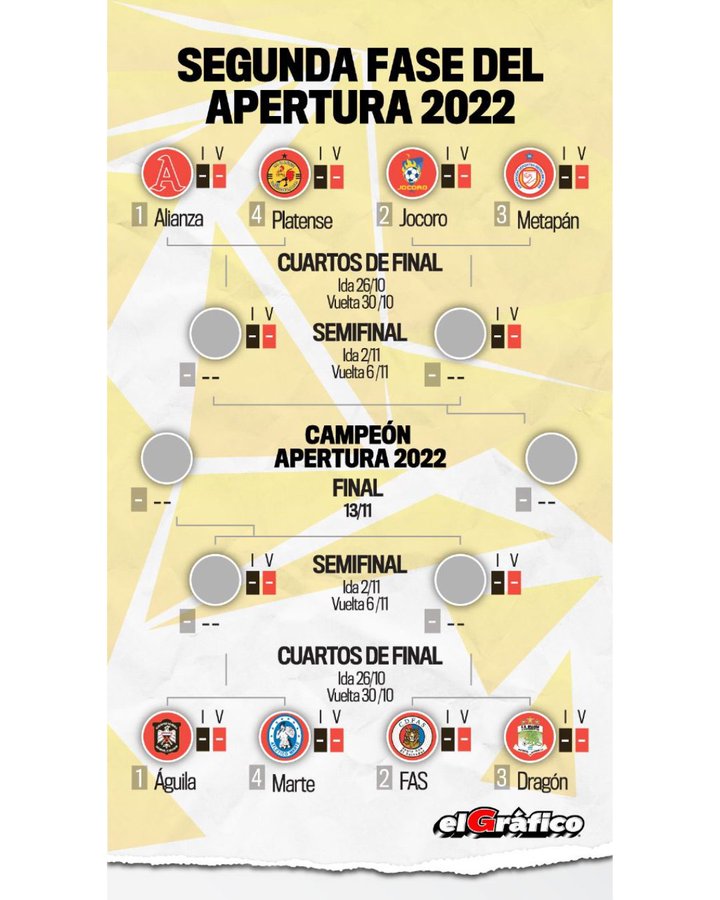 SEGUNDA FASE DEL
APERTURA 2022
I V I V I V I V
A JOCORO
1 Alianza 4 Platense 2 Jocoro 3 Metapán
CUARTOS DE FINAL
Ida 26/10
Vuelta 30/10
I V SEMIFINAL I V
Ida 2/11
Vuelta 6/11
- -- - --
CAMPEÓN
APERTURA 2022
FINAL
13/11
- -- - --
I V SEMIFINAL I V
Ida 2/11
Vuelta 6/11
- -- - --
CUARTOS DE FINAL
Ida 26/10
Vuelta 30/10
I V I V I V I V
C.D.F.A.S.
1 Águila 4 Marte 2 FAS 3 Dragón
elGráfico